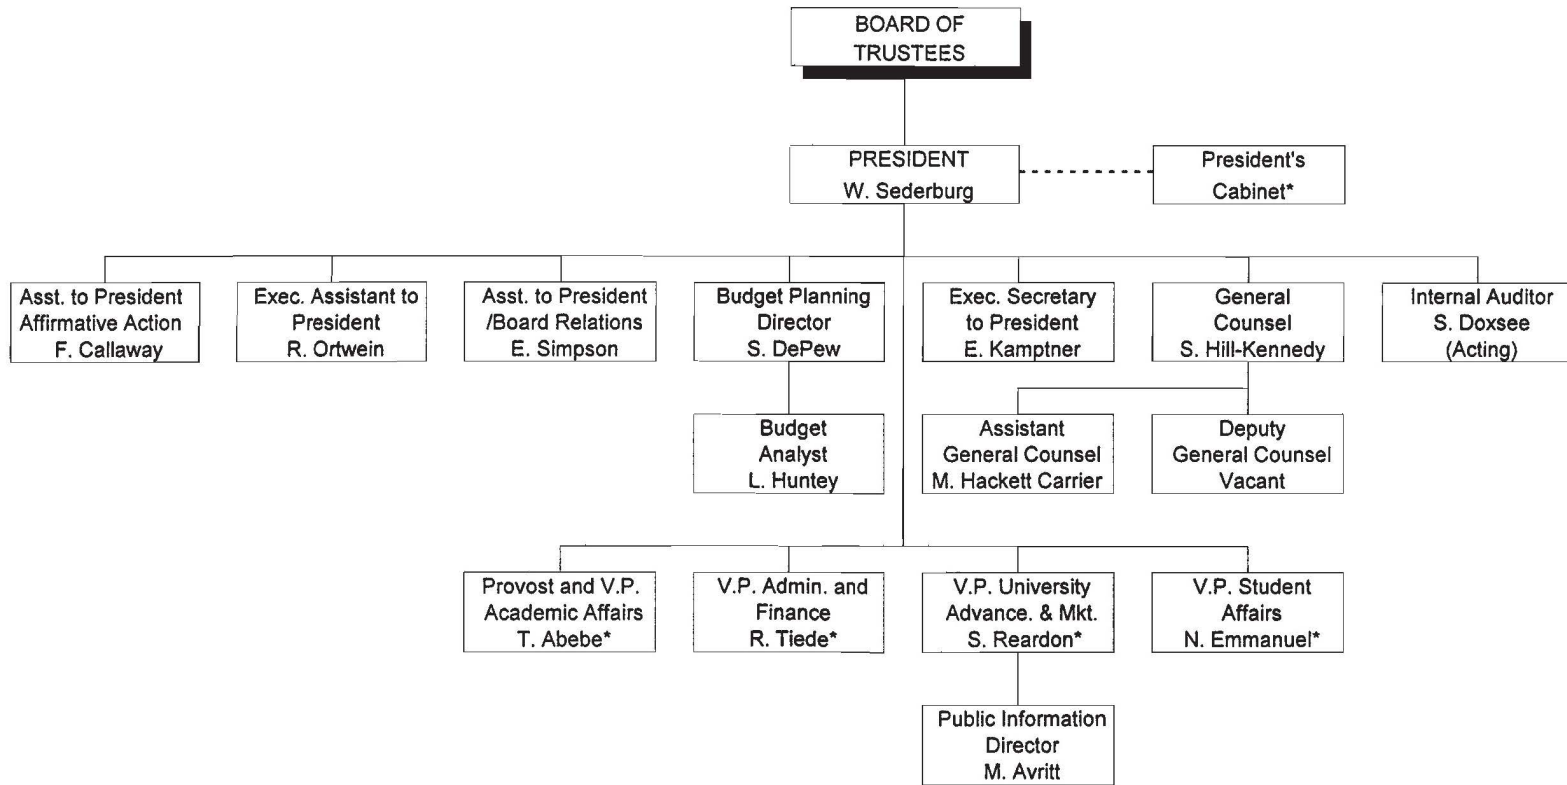 BOARD OF
TRUSTEES
PRESIDENT
W. Sederburg
President's
Cabinet*
Asst. to President
Affirmative Action
F. Callaway
Exec. Assistant to
President
R. Ortwein
Asst. to President
/Board Relations
E. Simpson
Budget Planning
Director
S. DePew
Exec. Secretary
to President
E. Kamptner
General
Counsel
S. Hill-Kennedy
Internal Auditor
S. Doxsee
(Acting)
Budget
Analyst
L. Huntey
Assistant
General Counsel
M. Hackett Carrier
Deputy
General Counsel
Vacant
Provost and V.P.
Academic Affairs
T. Abebe*
V.P. Admin. and
Finance
R. Tiede*
V.P. University
Advance. & Mkt.
S. Reardon*
V.P. Student
Affairs
N. Emmanuel*
Public Information
Director
M. Avritt